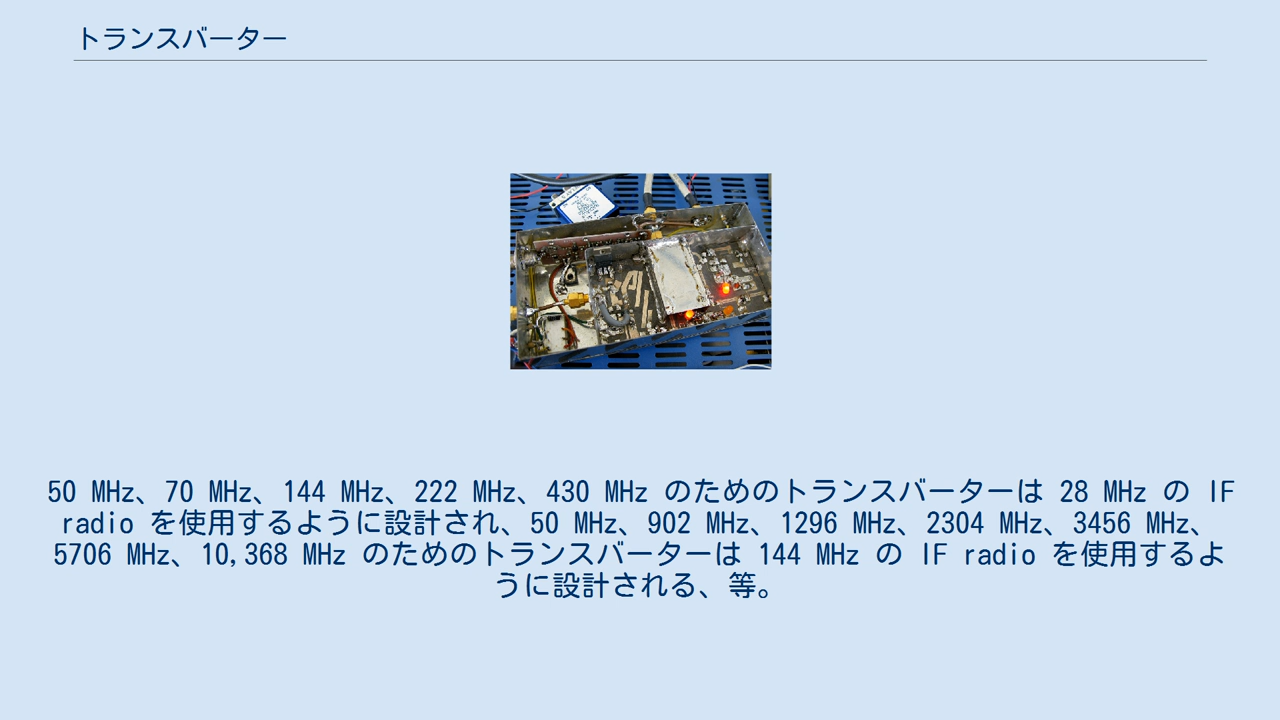 トランスバーター
50 MHz、70 MHz、144 MHz、222 MHz、430 MHz のためのトランスバーターは 28 MHz の IF
radio を使用するように設計され、50 MHz、902 MHz、1296 MHz、2304 MHz、3456 MHz、
5706 MHz、10,368 MHz のためのトランスバーターは 144 MHz の IF radio を使用するよ
うに設計される、等。